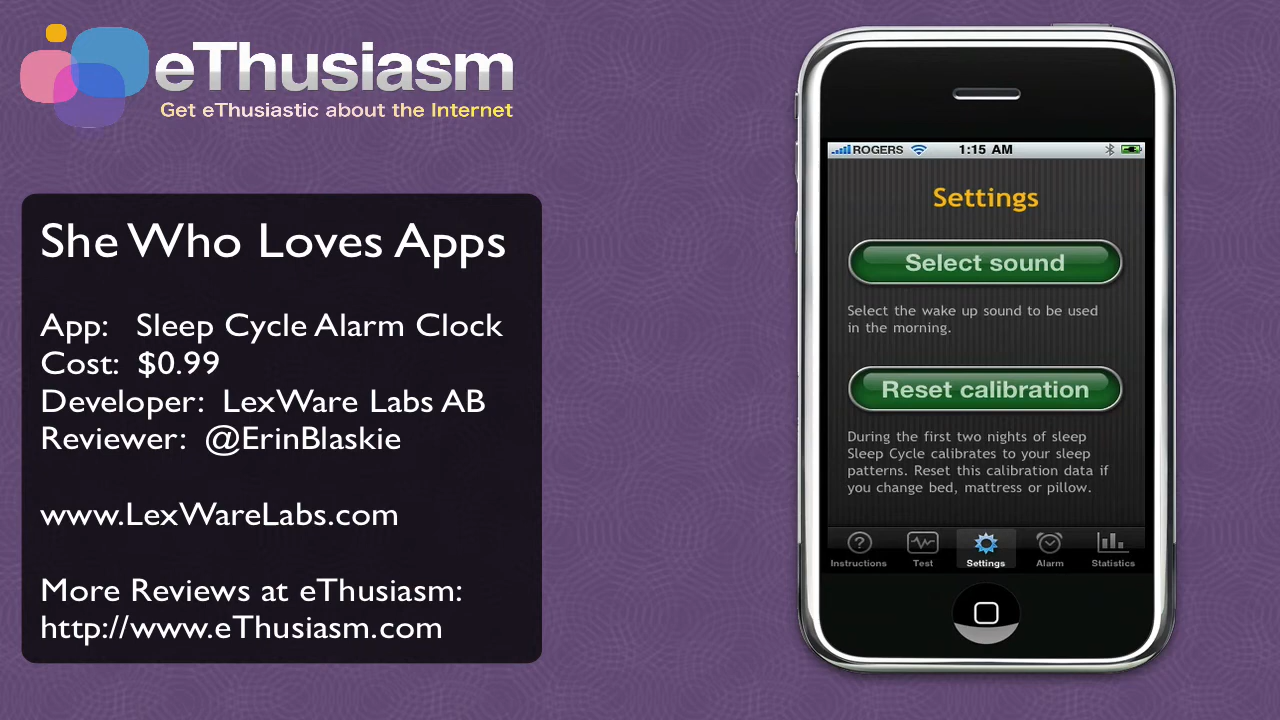 eThusiasm
Get eThusiastic about the Internet
She Who Loves Apps
App: Sleep Cycle Alarm Clock
Cost: $0.99
Developer: LexWare Labs AB
Reviewer: @ErinBlaskie
www.LexWareLabs.com
More Reviews at eThusiasm:
http://www.eThusiasm.com
ROGERS 1:15 AM
Settings
Select sound
Select the wake up sound to be used
in the morning.
Reset calibration
During the first two nights of sleep
Sleep Cycle calibrates to your sleep
patterns. Reset this calibration data if
you change bed, mattress or pillow.
Instructions Test Settings Alarm Statistics